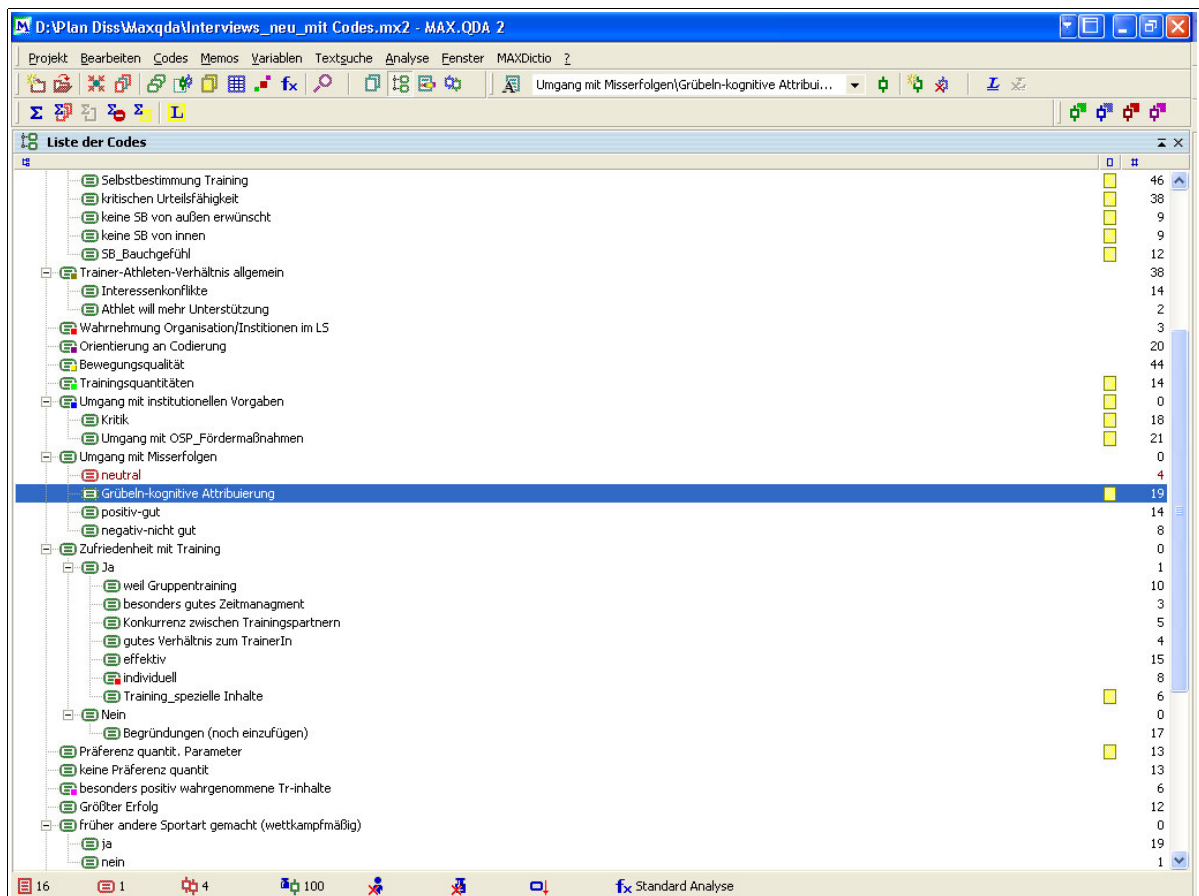 D:\Plan Diss\Maxqda\Interviews_neu_mit Codes.mx2 - MAX.QDA 2
Projekt Bearbeiten Codes Memos Variablen Textsuche Analyse Fenster MAXDictio ?
Umgang mit Misserfolgen\Grübeln-kognitive Attribui...
Liste der Codes
Selbstbestimmung Training 46
kritischen Urteilsfähigkeit 38
keine SB von außen erwünscht 9
keine SB von innen 9
SB_Bauchgefühl 12
Trainer-Athleten-Verhältnis allgemein 38
Interessenkonflikte 14
Athlet will mehr Unterstützung 2
Wahrnehmung Organisation/Institionen im LS 3
Orientierung an Codierung 20
Bewegungsqualität 44
Trainingsquantitäten 14
Umgang mit institutionellen Vorgaben 0
Kritik 18
Umgang mit OSP_Fördermaßnahmen 21
Umgang mit Misserfolgen 0
neutral 4
Grübeln-kognitive Attribuierung 19
positiv-gut 14
negativ-nicht gut 8
Zufriedenheit mit Training 0
Ja 1
weil Gruppentraining 10
besonders gutes Zeitmanagment 3
Konkurrenz zwischen Trainingspartnern 5
gutes Verhältnis zum TrainerIn 4
effektiv 15
individuell 8
Training_spezielle Inhalte 6
Nein 0
Begründungen (noch einzufügen) 17
Präferenz quantit. Parameter 13
keine Präferenz quantit 13
besonders positiv wahrgenommene Tr-inhalte 6
Größter Erfolg 12
früher andere Sportart gemacht (wettkampfmäßig) 0
ja 19
nein 1
16 1 4 100 fx Standard Analyse